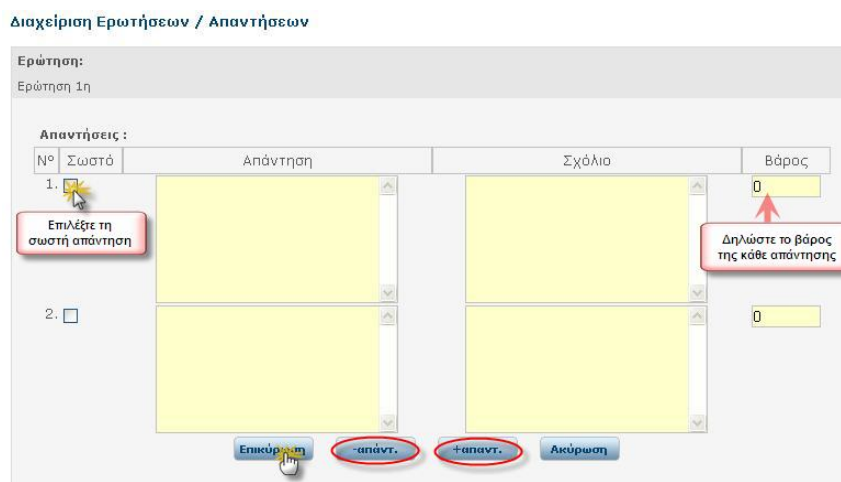 Διαχείριση Ερωτήσεων / Απαντήσεων
Ερώτηση:
Ερώτηση 1η
Απαντήσεις :
Nº Σωστό Απάντηση Σχόλιο Βάρος
1. 0
Επιλέξτε τη
σωστή απάντηση
Δηλώστε το βάρος
της κάθε απάντησης
2. 0
Επικύρωση -απάντ. +απαντ. Ακύρωση